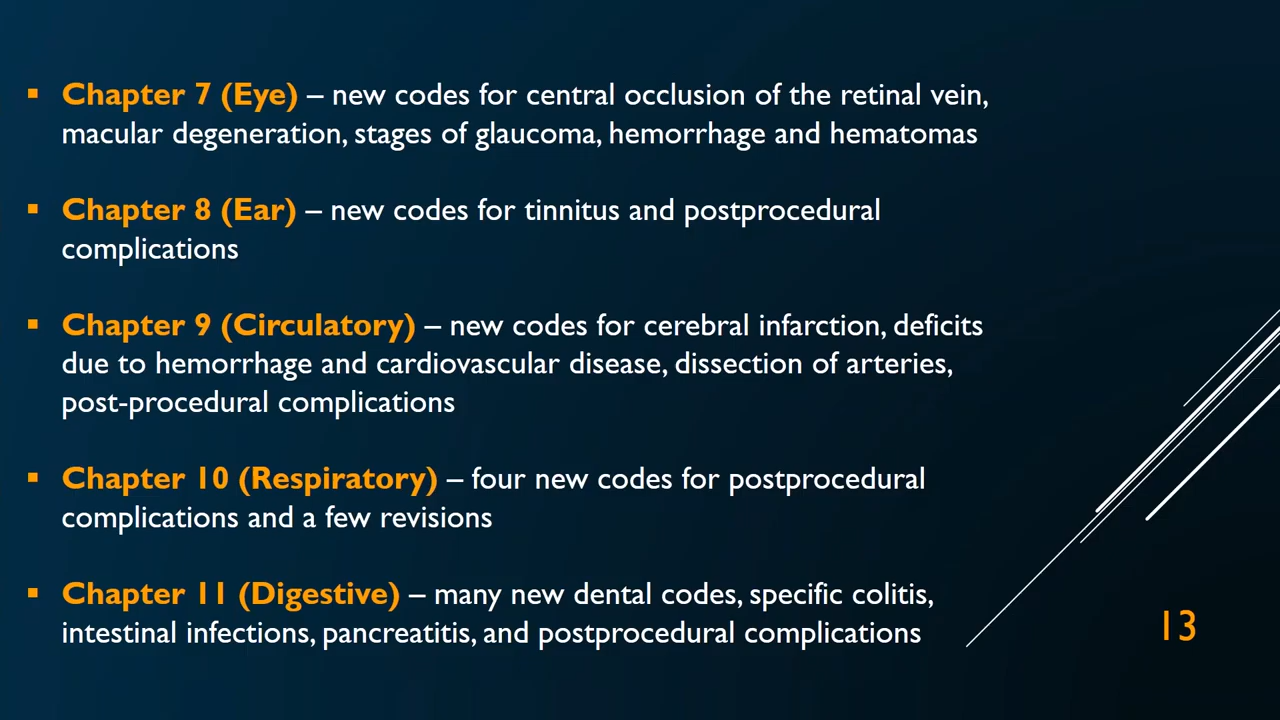 ▪ Chapter 7 (Eye) – new codes for central occlusion of the retinal vein,
macular degeneration, stages of glaucoma, hemorrhage and hematomas
▪ Chapter 8 (Ear) – new codes for tinnitus and postprocedural
complications
▪ Chapter 9 (Circulatory) – new codes for cerebral infarction, deficits
due to hemorrhage and cardiovascular disease, dissection of arteries,
post-procedural complications
▪ Chapter 10 (Respiratory) – four new codes for postprocedural
complications and a few revisions
▪ Chapter 11 (Digestive) – many new dental codes, specific colitis,
intestinal infections, pancreatitis, and postprocedural complications
13